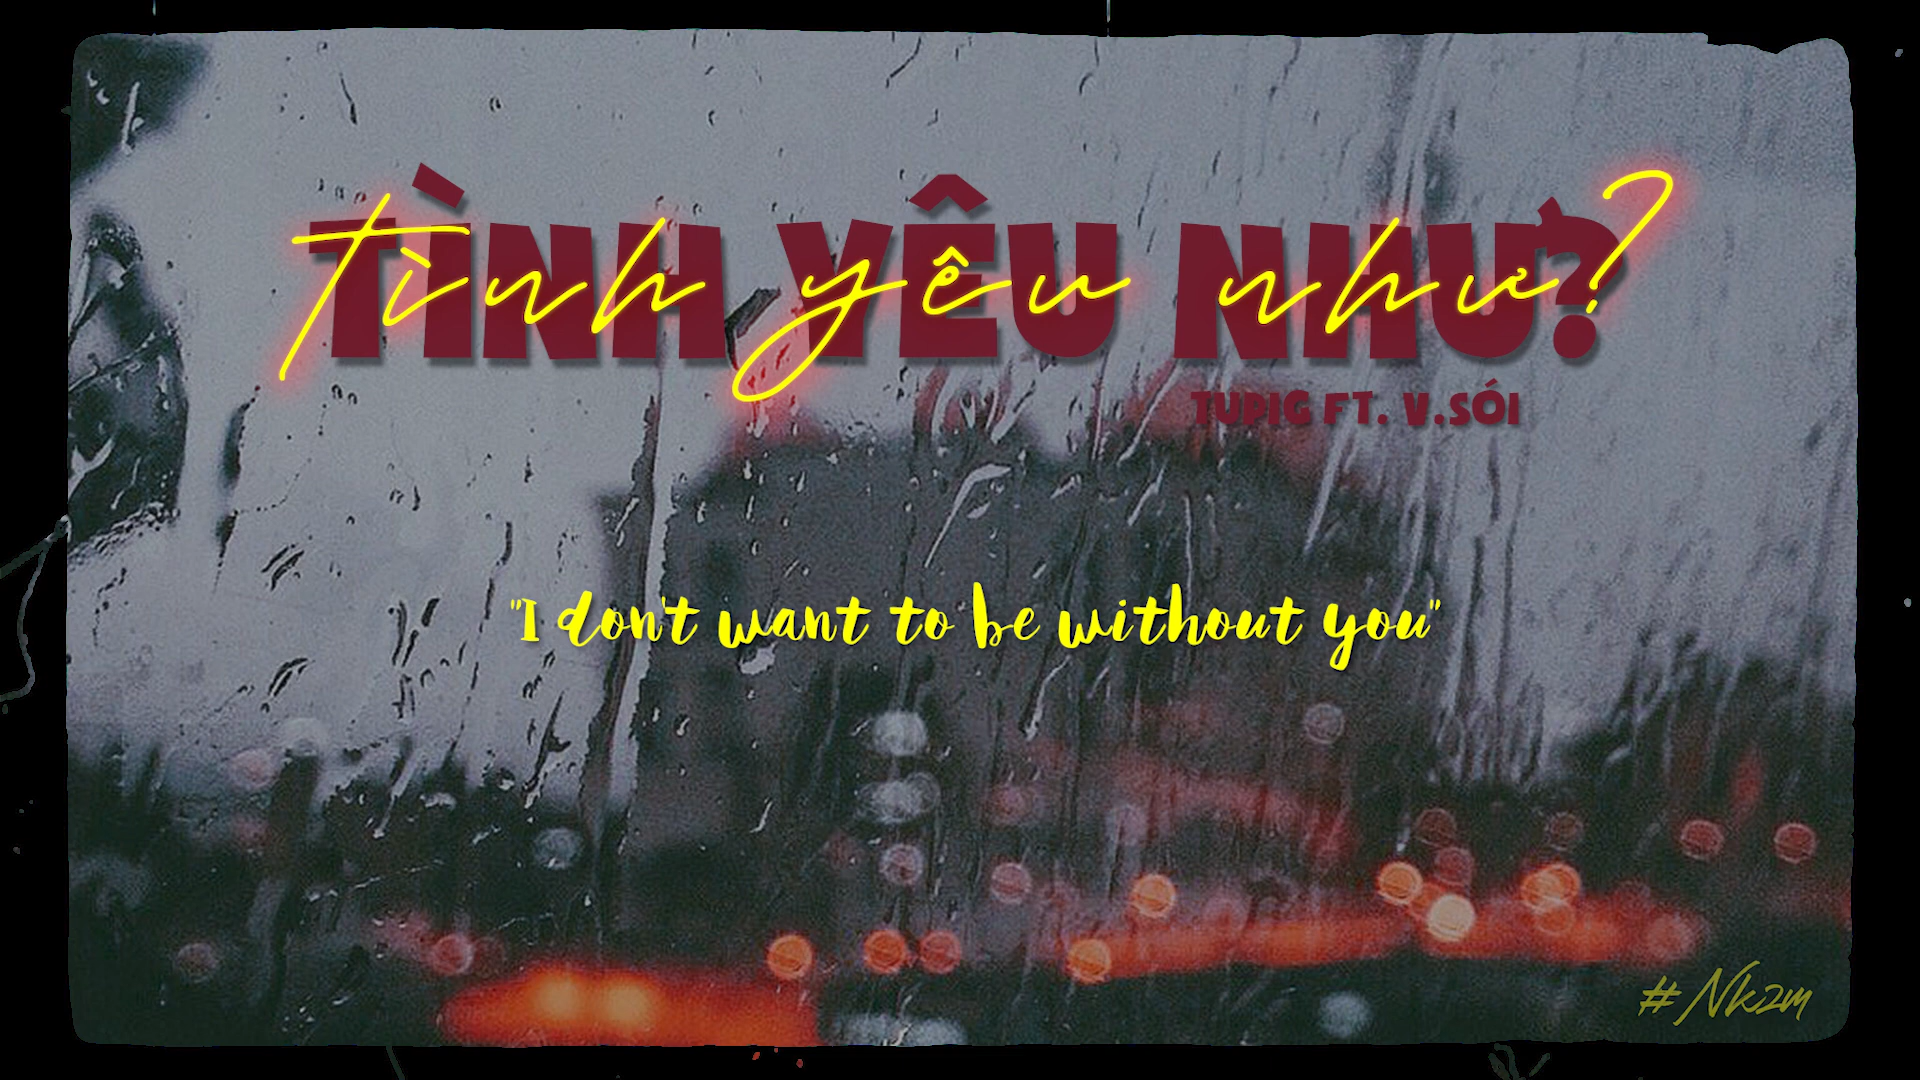 TÌNH YÊU NHƯ?
tình yêu như?
TUPIG FT. V.SÓI
"I don't want to be without you"
# Nk2m